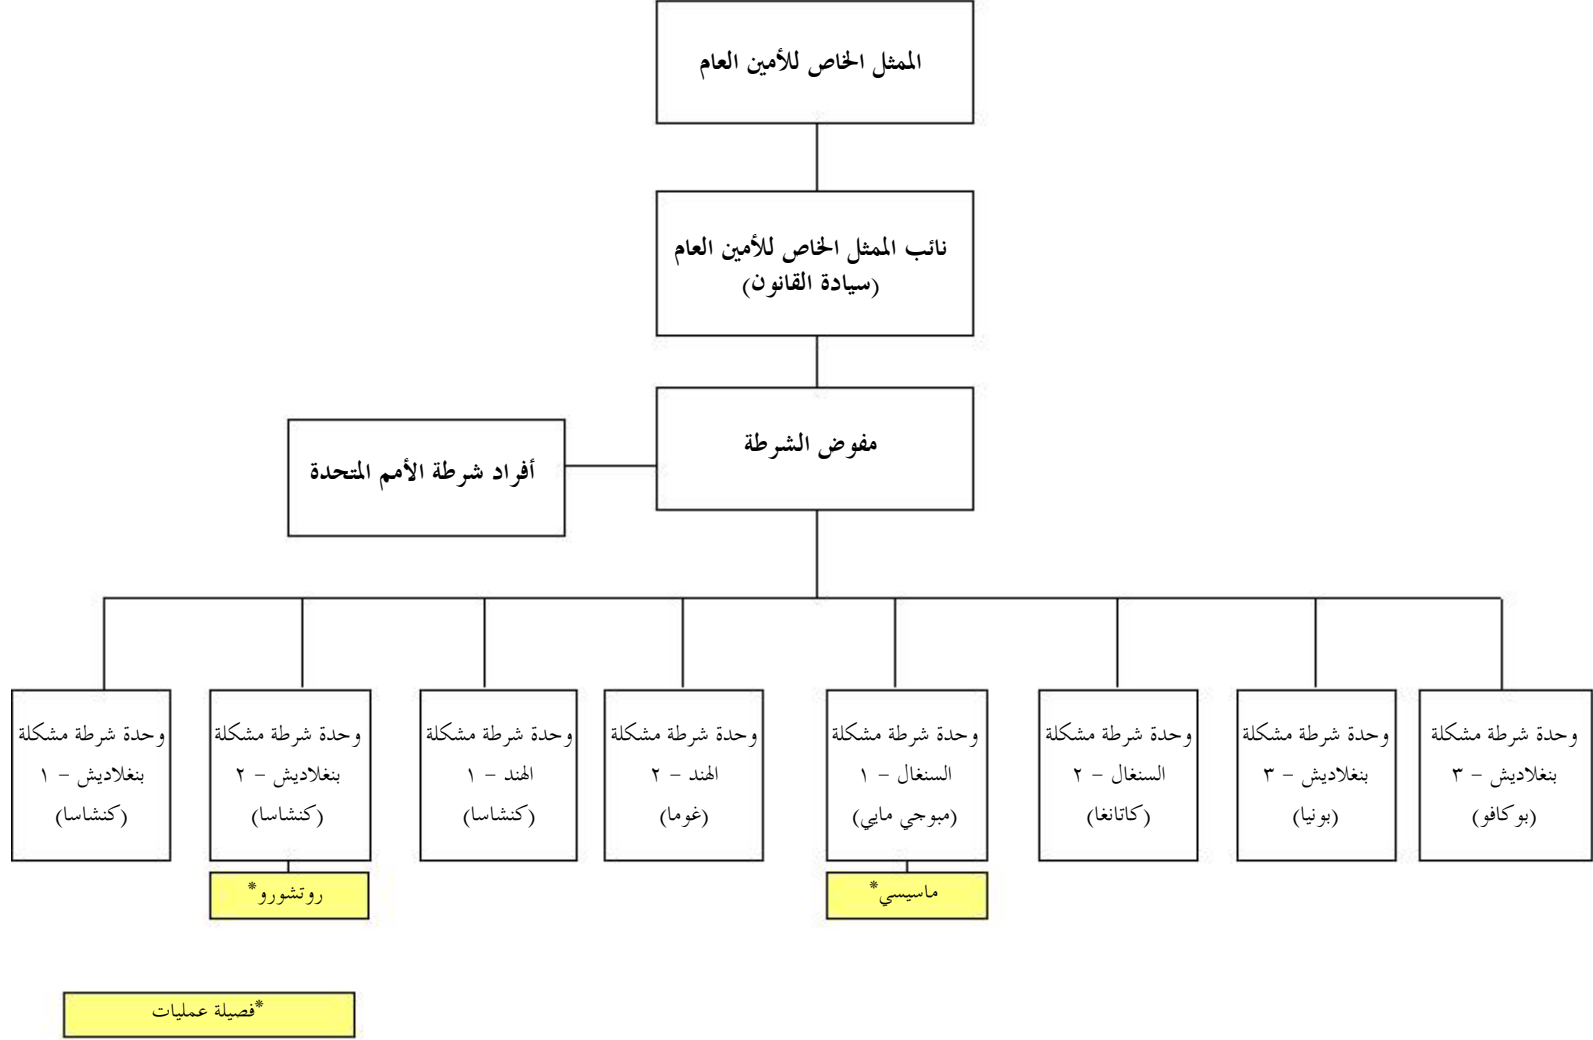 الممثل الخاص للأمين العام
نائب الممثل الخاص للأمين العام
(سيادة القانون)
مفوض الشرطة
أفراد شرطة الأمم المتحدة
وحدة شرطة مشكلة
بنغلاديش – ٣
(بوكافو)
وحدة شرطة مشكلة
بنغلاديش – ٣
(بونيا)
وحدة شرطة مشكلة
السنغال – ٢
(كاتانغا)
وحدة شرطة مشكلة
السنغال – ١
(مبوجي مايي)
ماسيسي*
وحدة شرطة مشكلة
الهند – ٢
(غوما)
وحدة شرطة مشكلة
الهند – ١
(كنشاسا)
وحدة شرطة مشكلة
بنغلاديش – ٢
(كنشاسا)
روتشورو*
وحدة شرطة مشكلة
بنغلاديش – ١
(كنشاسا)
*فصيلة عمليات